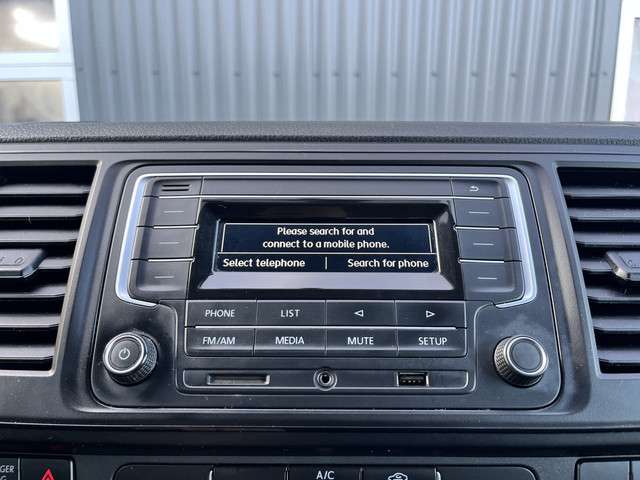 Please search for and
connect to a mobile phone.
Select telephone | Search for phone
PHONE LIST
FM/AM MEDIA MUTE SETUP
A/C